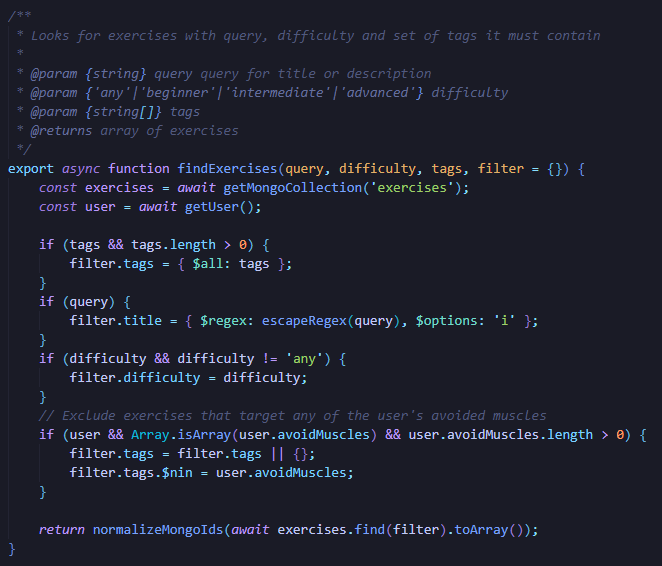 /**
 * Looks for exercises with query, difficulty and set of tags it must contain
 *
 * @param {string} query query for title or description
 * @param {'any'|'beginner'|'intermediate'|'advanced'} difficulty
 * @param {string[]} tags
 * @returns array of exercises
 */
export async function findExercises(query, difficulty, tags, filter = {}) {
    const exercises = await getMongoCollection('exercises');
    const user = await getUser();

    if (tags && tags.length > 0) {
        filter.tags = { $all: tags };
    }
    if (query) {
        filter.title = { $regex: escapeRegex(query), $options: 'i' };
    }
    if (difficulty && difficulty != 'any') {
        filter.difficulty = difficulty;
    }
    // Exclude exercises that target any of the user's avoided muscles
    if (user && Array.isArray(user.avoidMuscles) && user.avoidMuscles.length > 0) {
        filter.tags = filter.tags || {};
        filter.tags.$nin = user.avoidMuscles;
    }

    return normalizeMongoIds(await exercises.find(filter).toArray());
}